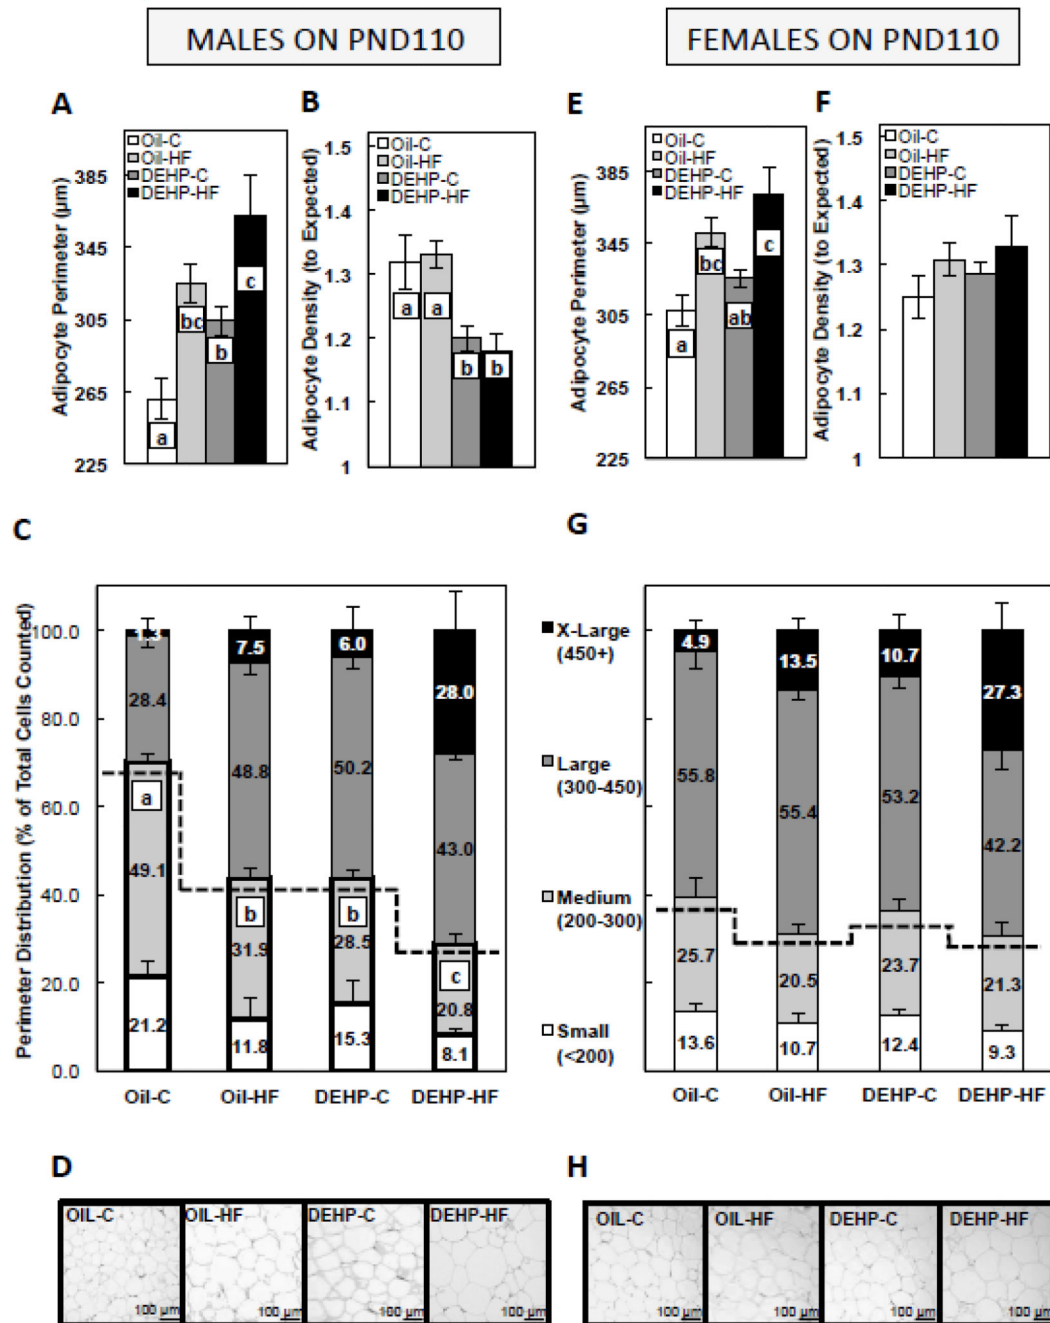 MALES ON PND110
FEMALES ON PND110
A
Adipocyte Perimeter (µm)
385
345
305
265
225
Oil-C
Oil-HF
DEHP-C
DEHP-HF
a
bc
b
c
B
Adipocyte Density (to Expected)
1.5
1.4
1.3
1.2
1.1
1
Oil-C
Oil-HF
DEHP-C
DEHP-HF
a
a
b
b
E
Adipocyte Perimeter (µm)
385
345
305
265
225
Oil-C
Oil-HF
DEHP-C
DEHP-HF
a
bc
ab
c
F
Adipocyte Density (to Expected)
1.5
1.4
1.3
1.2
1.1
1
Oil-C
Oil-HF
DEHP-C
DEHP-HF
C
Perimeter Distribution (% of Total Cells Counted)
100.0
80.0
60.0
40.0
20.0
0.0
1.3
28.4
a
49.1
21.2
7.5
48.8
b
31.9
11.8
6.0
50.2
b
28.5
15.3
28.0
43.0
c
20.8
8.1
Oil-C
Oil-HF
DEHP-C
DEHP-HF
X-Large
(450+)
Large
(300-450)
Medium
(200-300)
Small
(<200)
G
4.9
55.8
25.7
13.6
13.5
55.4
20.5
10.7
10.7
53.2
23.7
12.4
27.3
42.2
21.3
9.3
Oil-C
Oil-HF
DEHP-C
DEHP-HF
D
OIL-C
100 µm
OIL-HF
100 µm
DEHP-C
100 µm
DEHP-HF
100 µm
H
OIL-C
100 µm
OIL-HF
100 µm
DEHP-C
100 µm
DEHP-HF
100 µm